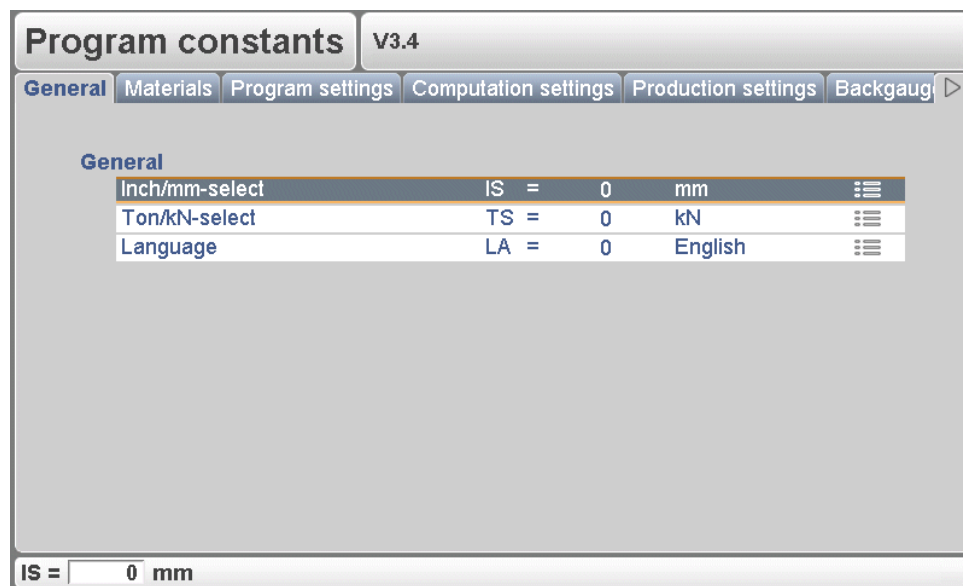 Program constants V3.4
General Materials Program settings Computation settings Production settings Backgaug
General
Inch/mm-select IS = 0 mm
Ton/kN-select TS = 0 kN
Language LA = 0 English
IS = 0 mm